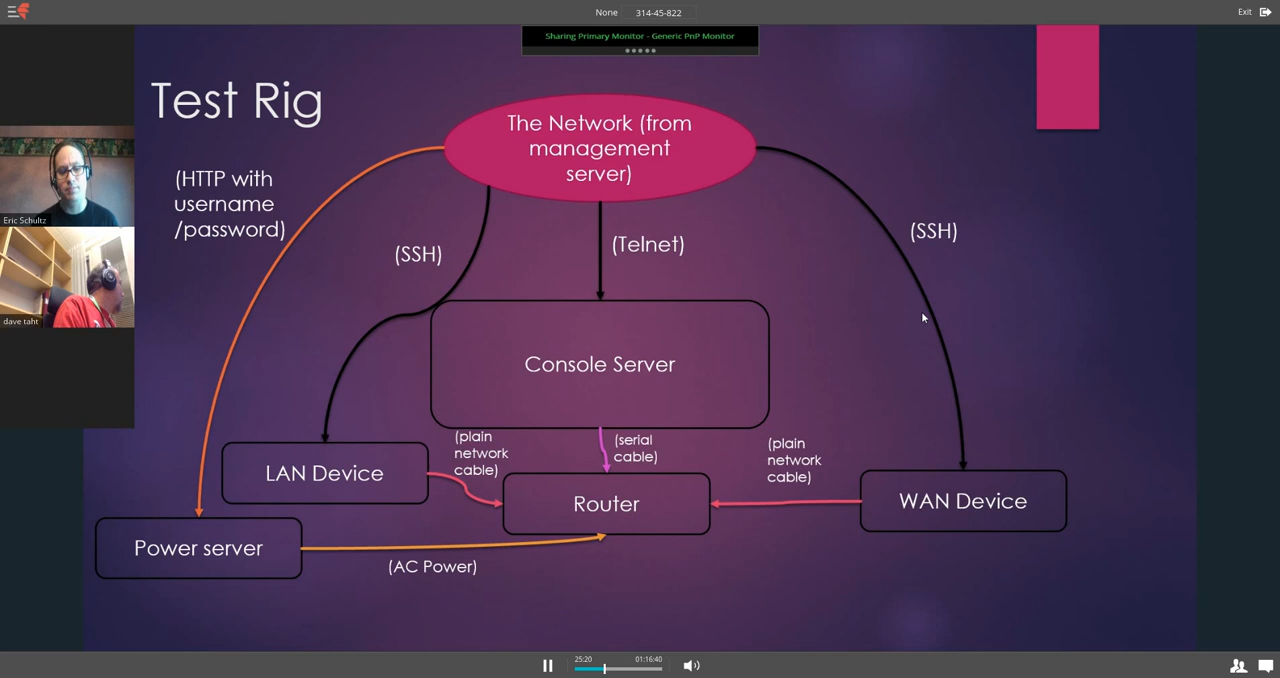 None 314-45-822 Exit
Sharing Primary Monitor - Generic PnP Monitor
Test Rig
The Network (from
management
server)
(HTTP with
username
/password)
(SSH)
(Telnet)
(SSH)
Eric Schultz
dave taht
Console Server
(plain
network
cable)
(serial
cable)
(plain
network
cable)
LAN Device
Router
WAN Device
Power server
(AC Power)
25:20 01:16:40